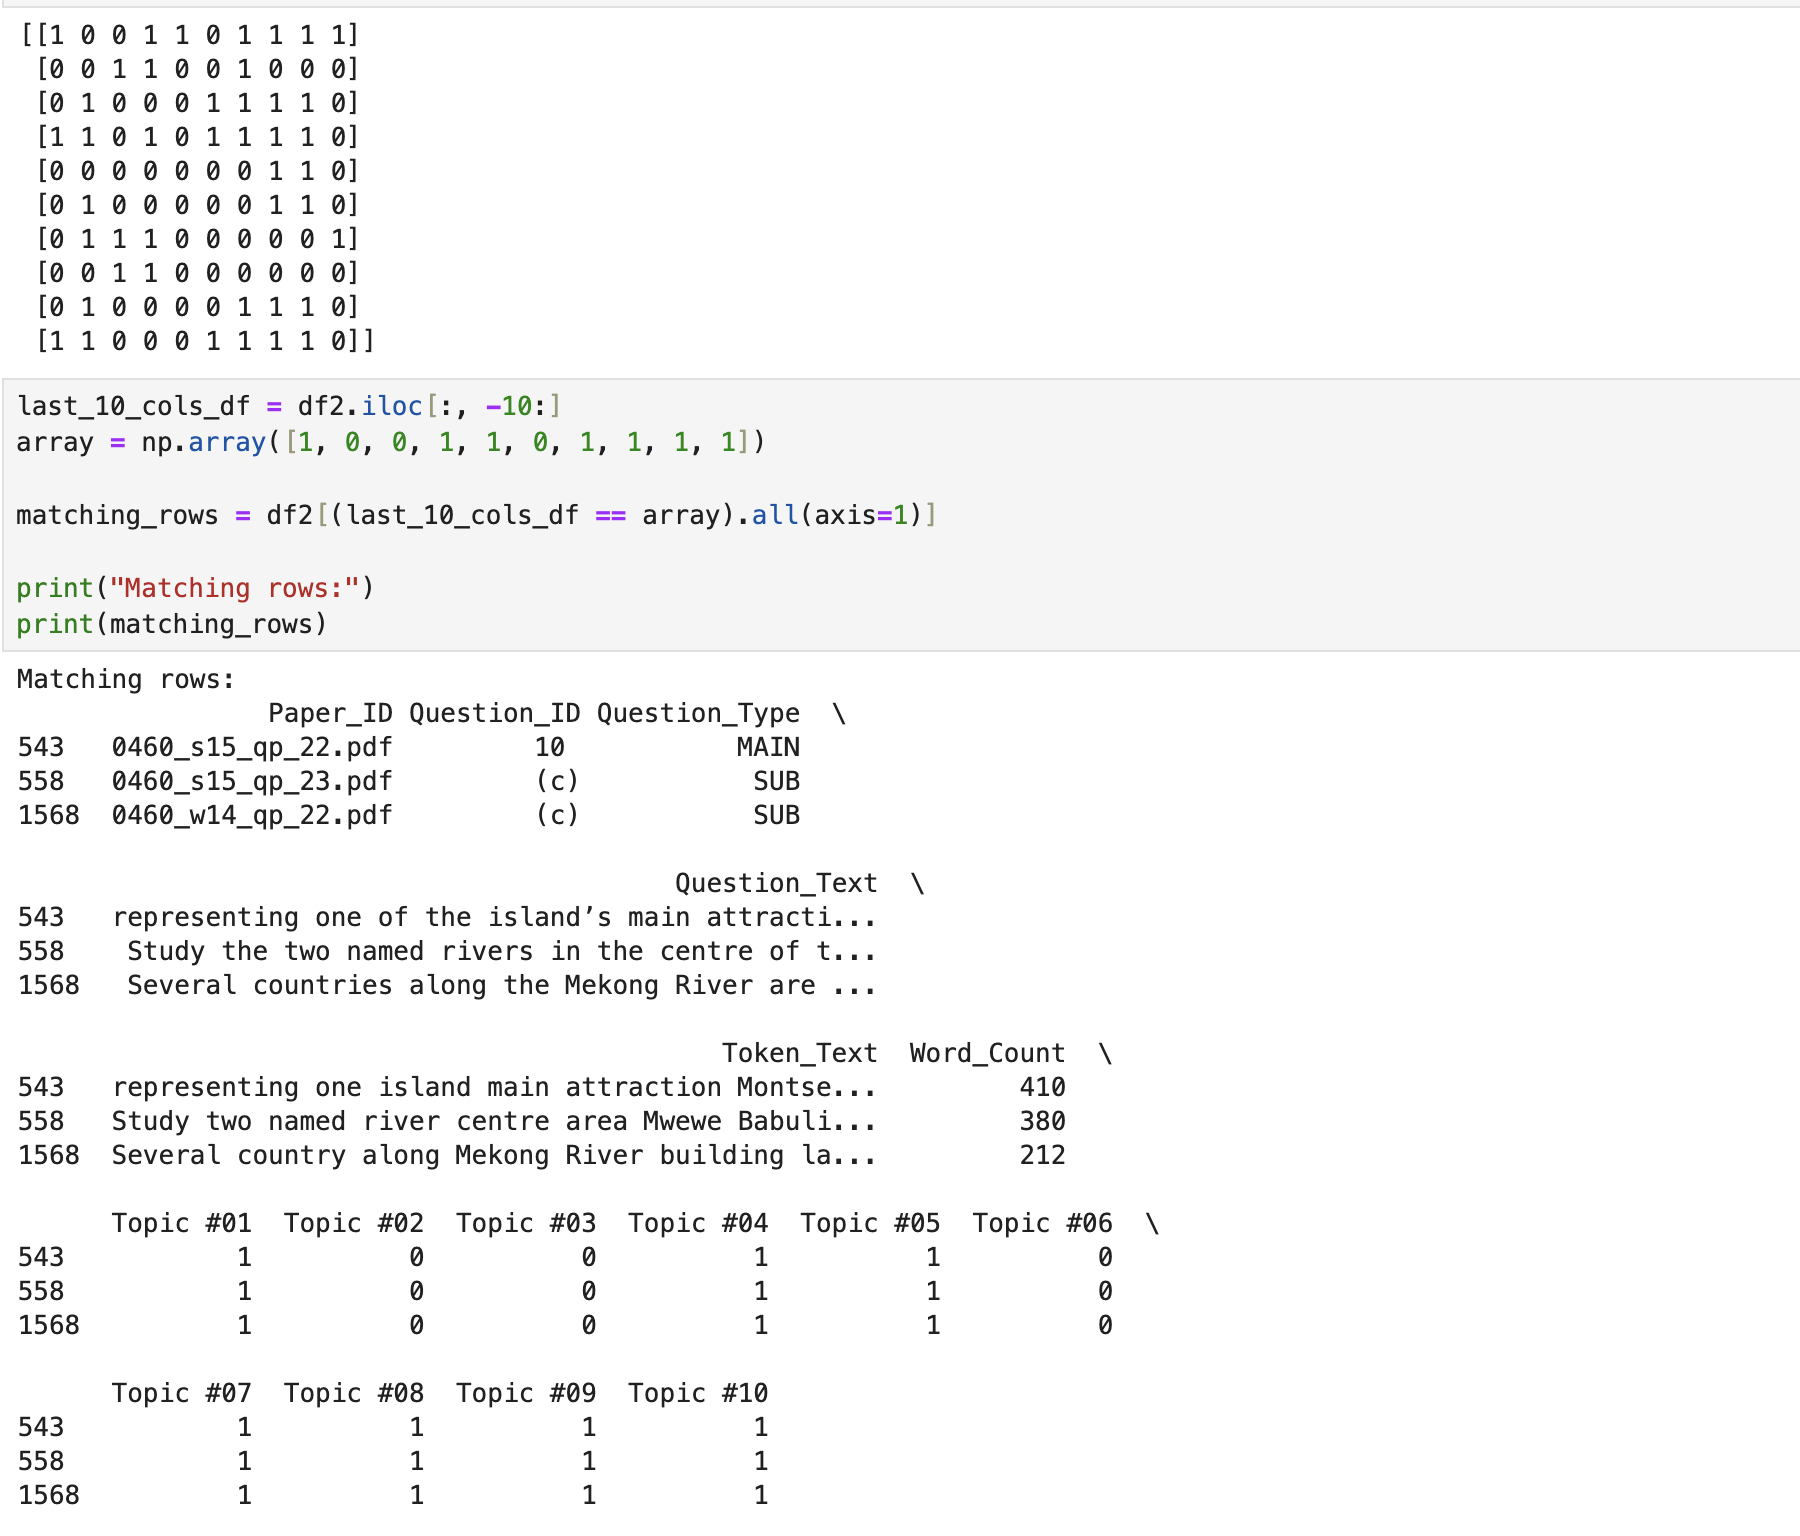 [[1 0 0 1 1 0 1 1 1 1]
 [0 0 1 1 0 0 1 0 0 0]
 [0 1 0 0 0 1 1 1 1 0]
 [1 1 0 1 0 1 1 1 1 0]
 [0 0 0 0 0 0 0 1 1 0]
 [0 1 0 0 0 0 0 1 1 0]
 [0 1 1 1 0 0 0 0 0 1]
 [0 0 1 1 0 0 0 0 0 0]
 [0 1 0 0 0 0 1 1 1 0]
 [1 1 0 0 0 1 1 1 1 0]]
last_10_cols_df = df2.iloc[:, -10:]
array = np.array([1, 0, 0, 1, 1, 0, 1, 1, 1, 1])
matching_rows = df2[(last_10_cols_df == array).all(axis=1)]
print("Matching rows:")
print(matching_rows)
Matching rows:
Paper_ID Question_ID Question_Type \
543 0460_s15_qp_22.pdf 10 MAIN
558 0460_s15_qp_23.pdf (c) SUB
1568 0460_w14_qp_22.pdf (c) SUB
Question_Text \
543 representing one of the island’s main attracti...
558 Study the two named rivers in the centre of t...
1568 Several countries along the Mekong River are ...
Token_Text Word_Count \
543 representing one island main attraction Montse... 410
558 Study two named river centre area Mwewe Babuli... 380
1568 Several country along Mekong River building la... 212
Topic #01 Topic #02 Topic #03 Topic #04 Topic #05 Topic #06 \
543 1 0 0 1 1 0
558 1 0 0 1 1 0
1568 1 0 0 1 1 0
Topic #07 Topic #08 Topic #09 Topic #10
543 1 1 1 1
558 1 1 1 1
1568 1 1 1 1